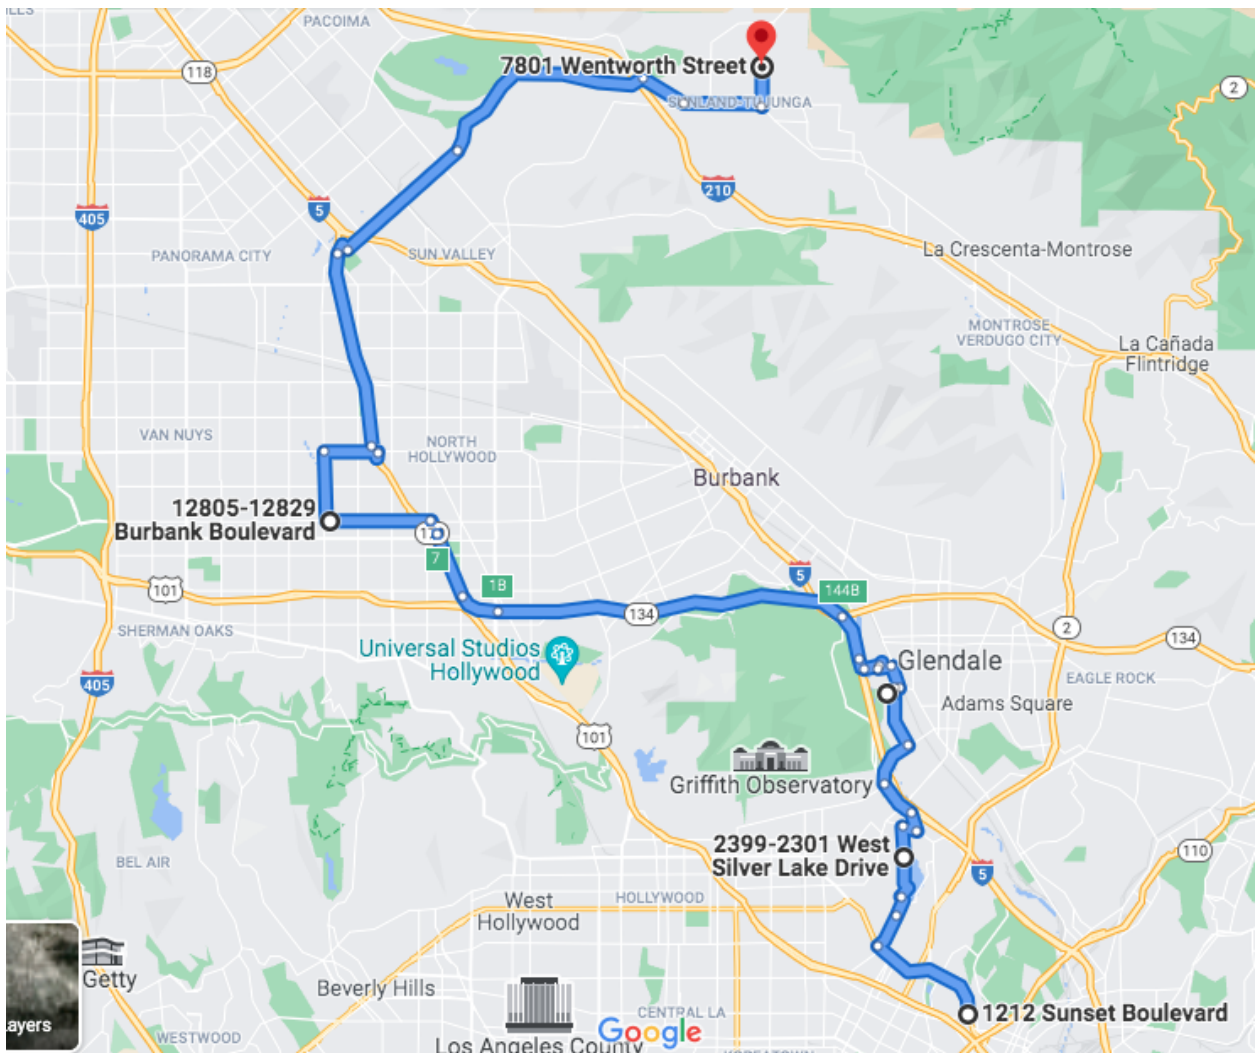 PACOIMA
7801 Wentworth Street
118
SUNLAND-TUJUNGA
2
210
405
5
La Crescenta-Montrose
PANORAMA CITY
SUN VALLEY
MONTROSE
VERDUGO CITY
La Cañada
Flintridge
VAN NUYS
NORTH
HOLLYWOOD
Burbank
12805-12829
Burbank Boulevard
7
5
101
1B
144B
134
2
134
SHERMAN OAKS
Universal Studios
Hollywood
Glendale
EAGLE ROCK
405
Adams Square
101
Griffith Observatory
2399-2301 West
Silver Lake Drive
110
BEL AIR
5
West
Hollywood
HOLLYWOOD
Getty
Beverly Hills
1212 Sunset Boulevard
CENTRAL LA
ayers
Google
WESTWOOD
Los Angeles County
KOREATOWN